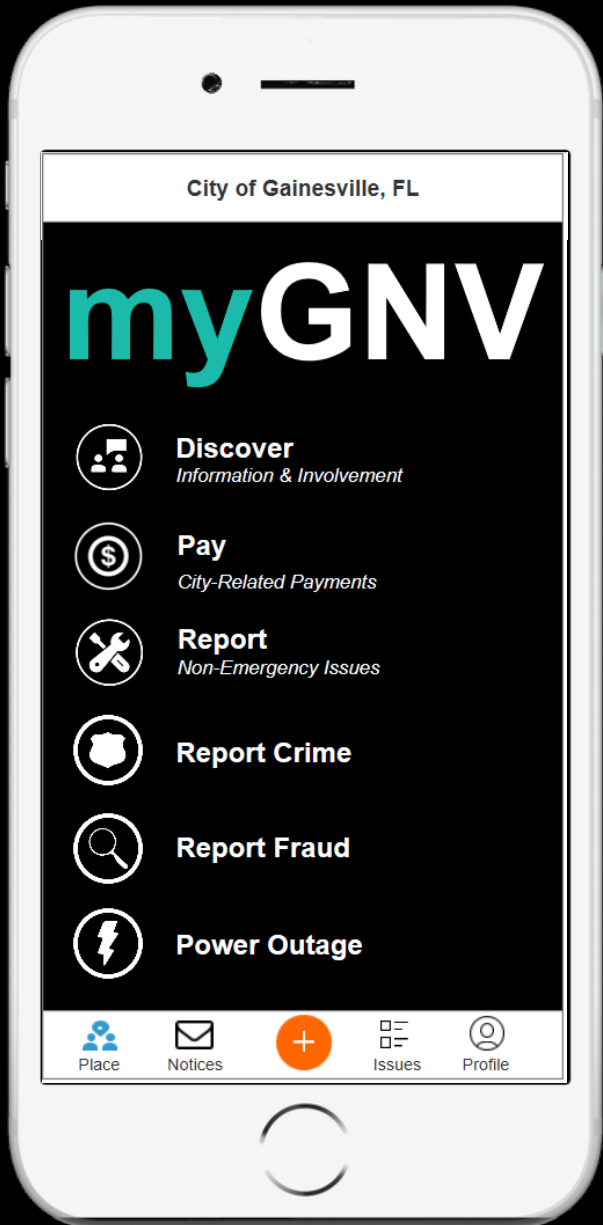 City of Gainesville, FL
myGNV
Discover
Information & Involvement
Pay
City-Related Payments
Report
Non-Emergency Issues
Report Crime
Report Fraud
Power Outage
Place Notices Issues Profile